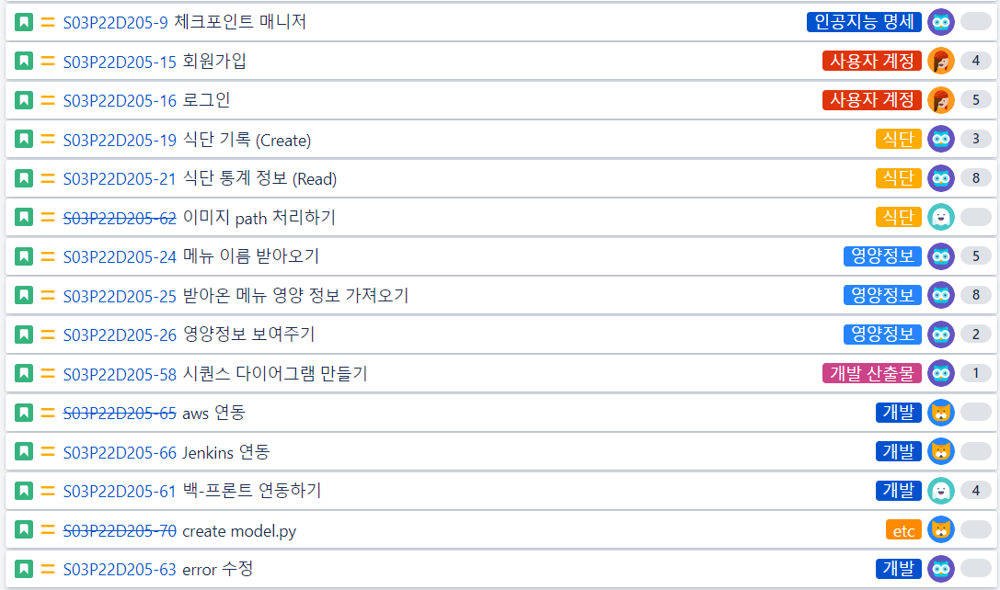 S03P22D205-9 체크포인트 매니저 인공지능 명세
S03P22D205-15 회원가입 사용자 계정 4
S03P22D205-16 로그인 사용자 계정 5
S03P22D205-19 식단 기록 (Create) 식단 3
S03P22D205-21 식단 통계 정보 (Read) 식단 8
S03P22D205-62 이미지 path 처리하기 식단
S03P22D205-24 메뉴 이름 받아오기 영양정보 5
S03P22D205-25 받아온 메뉴 영양 정보 가져오기 영양정보 8
S03P22D205-26 영양정보 보여주기 영양정보 2
S03P22D205-58 시퀀스 다이어그램 만들기 개발 산출물 1
S03P22D205-65 aws 연동 개발
S03P22D205-66 Jenkins 연동 개발
S03P22D205-61 백-프론트 연동하기 개발 4
S03P22D205-70 create model.py etc
S03P22D205-63 error 수정 개발